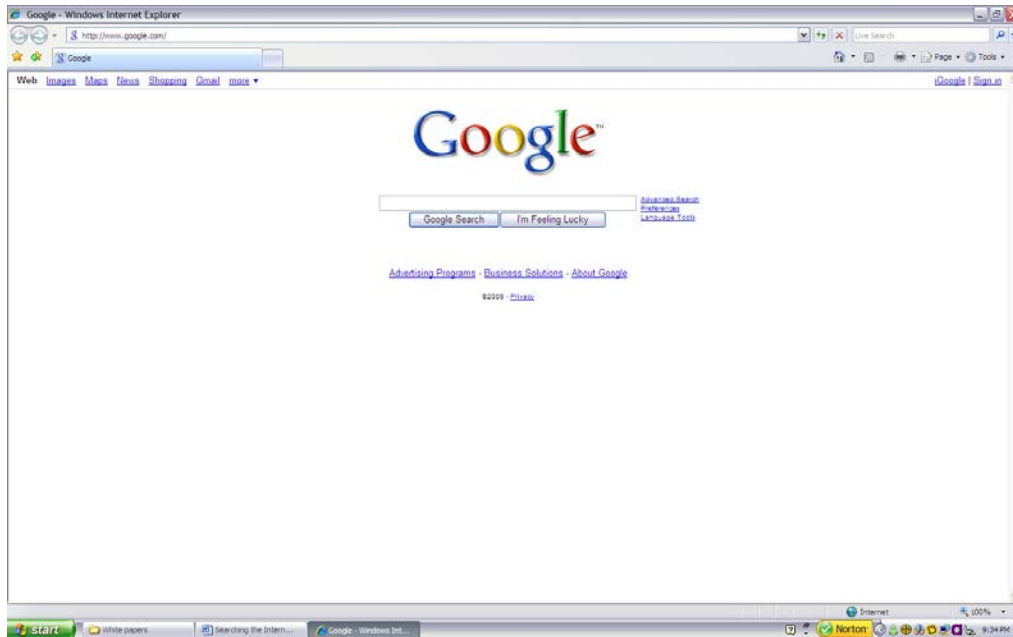 Google - Windows Internet Explorer
http://www.google.com/
Live Search
Google
Page
Tools
Web Images Maps News Shopping Gmail more
iGoogle | Sign in
Google™
Advanced Search
Preferences
Language Tools
Google Search
I'm Feeling Lucky
Advertising Programs - Business Solutions - About Google
©2008 - Privacy
Internet
100%
start
White papers
Searching the Intern...
Google - Windows Int...
Norton
9:34 PM